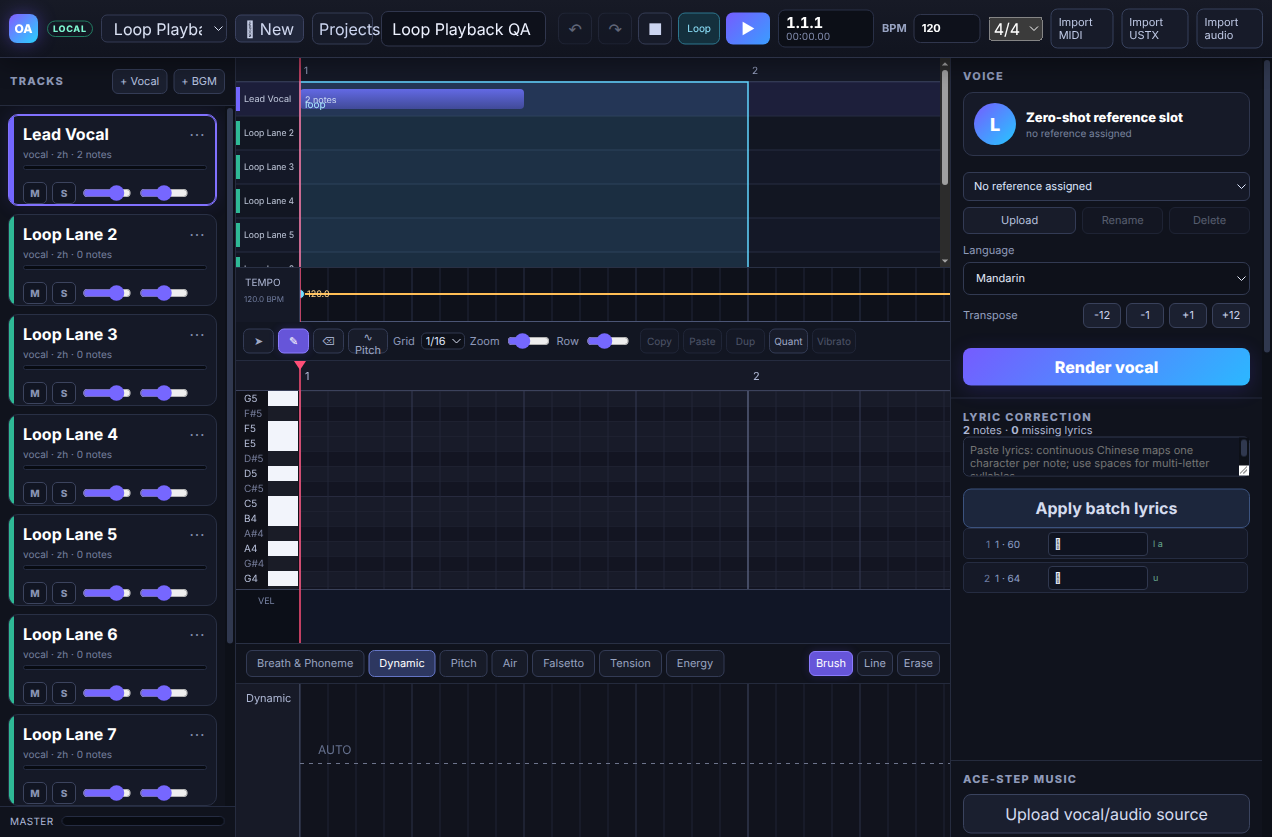 OA LOCAL Loop Playba New Projects Loop Playback QA Loop 1.1.1 BPM 120 4/4 Import MIDI Import USTX Import audio
00:00.00
TRACKS + Vocal + BGM
Lead Vocal ...
vocal · zh · 2 notes
M S
Loop Lane 2 ...
vocal · zh · 0 notes
M S
Loop Lane 3 ...
vocal · zh · 0 notes
M S
Loop Lane 4 ...
vocal · zh · 0 notes
M S
Loop Lane 5 ...
vocal · zh · 0 notes
M S
Loop Lane 6 ...
vocal · zh · 0 notes
M S
Loop Lane 7 ...
vocal · zh · 0 notes
M S
MASTER
1 2
Lead Vocal 2 notes
loop
Loop Lane 2
Loop Lane 3
Loop Lane 4
Loop Lane 5
TEMPO
120.0 BPM 120.0
Pitch Grid 1/16 Zoom Row Copy Paste Dup Quant Vibrato
1 2
G5
F#5
F5
E5
D#5
D5
C#5
C5
B4
A#4
A4
G#4
G4
VEL
Breath & Phoneme Dynamic Pitch Air Falsetto Tension Energy Brush Line Erase
Dynamic
AUTO
VOICE
L Zero-shot reference slot
no reference assigned
No reference assigned
Upload Rename Delete
Language
Mandarin
Transpose -12 -1 +1 +12
Render vocal
LYRIC CORRECTION
2 notes · 0 missing lyrics
Paste lyrics: continuous Chinese maps one
character per note; use spaces for multi-letter
Apply batch lyrics
1 1 · 60 l a
2 1 · 64 u
ACE-STEP MUSIC
Upload vocal/audio source